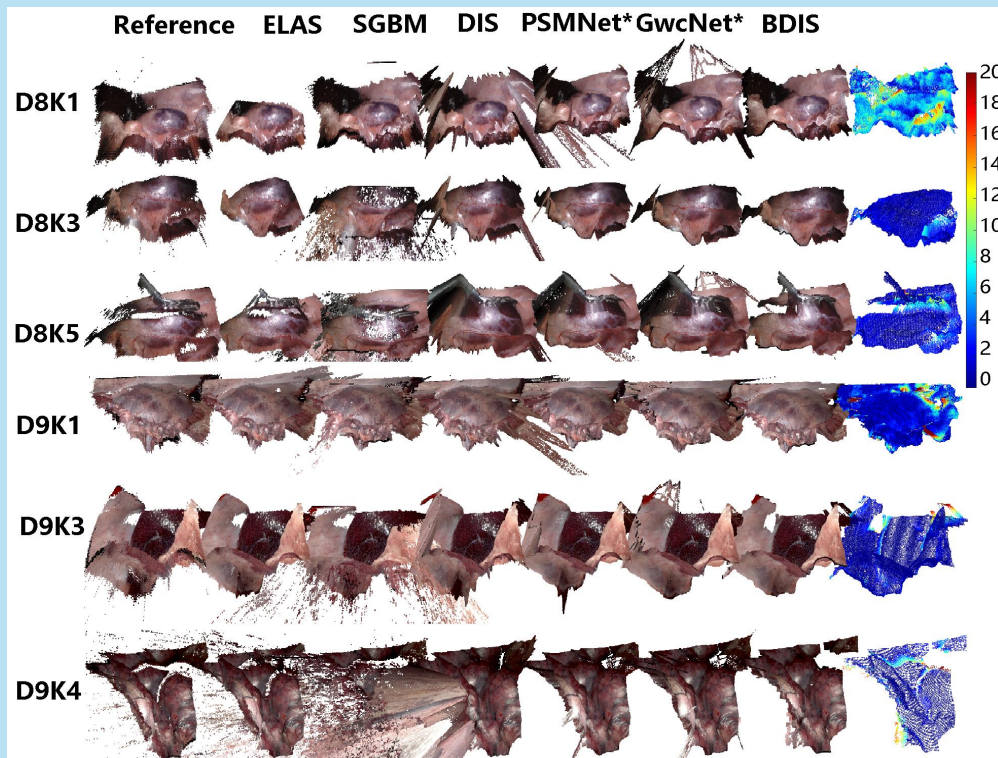 Reference ELAS SGBM DIS PSMNet* GwcNet* BDIS
D8K1
D8K3
D8K5
D9K1
D9K3
D9K4
20
18
16
14
12
10
8
6
4
2
0